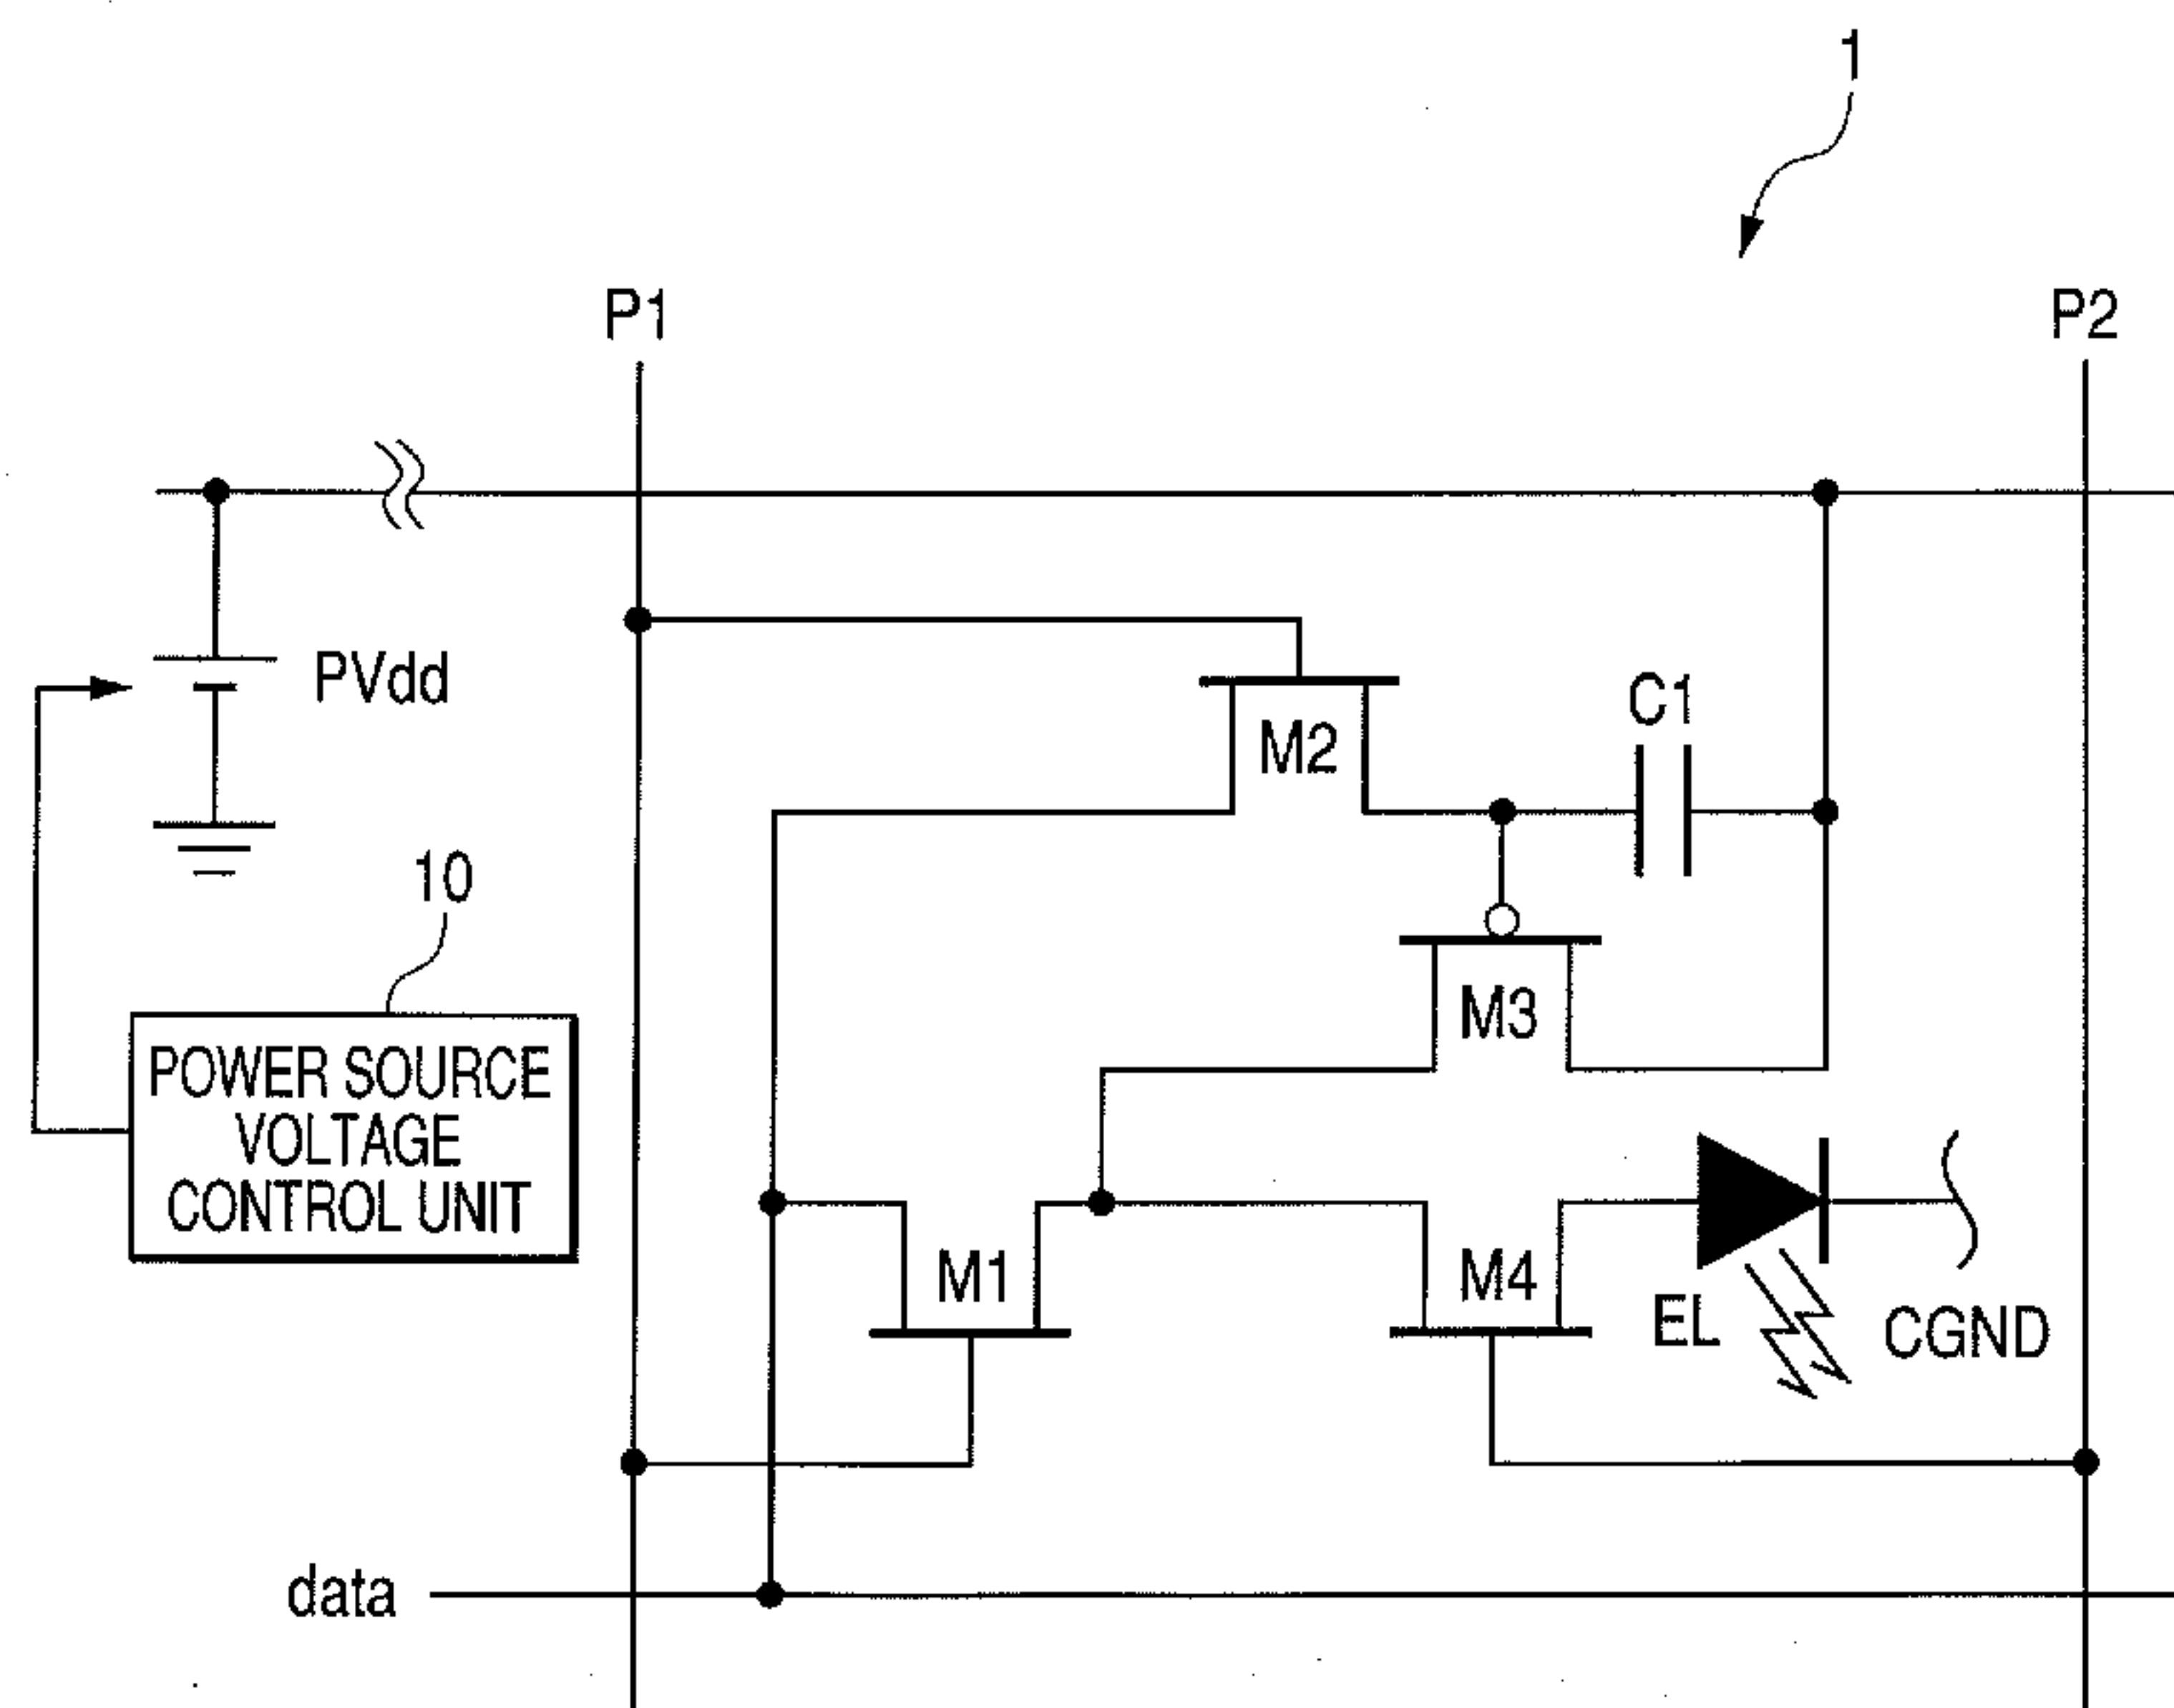 1
P1
P2
PVdd
C1
M2
10
M3
POWER SOURCE
VOLTAGE
CONTROL UNIT
M1
M4
EL
CGND
data